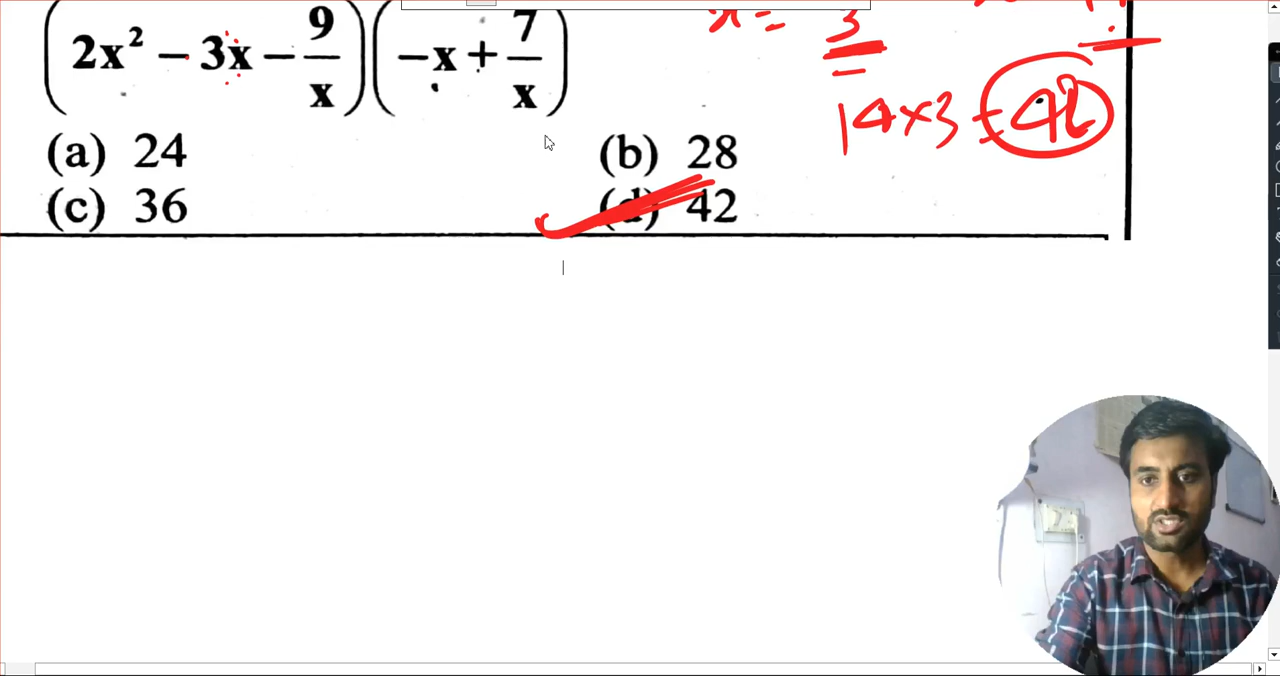 (2x² − 3x − 9/x)(−x + 7/x)
x = 3
14 x 3 = 42
(a) 24 (b) 28
(c) 36 (d) 42